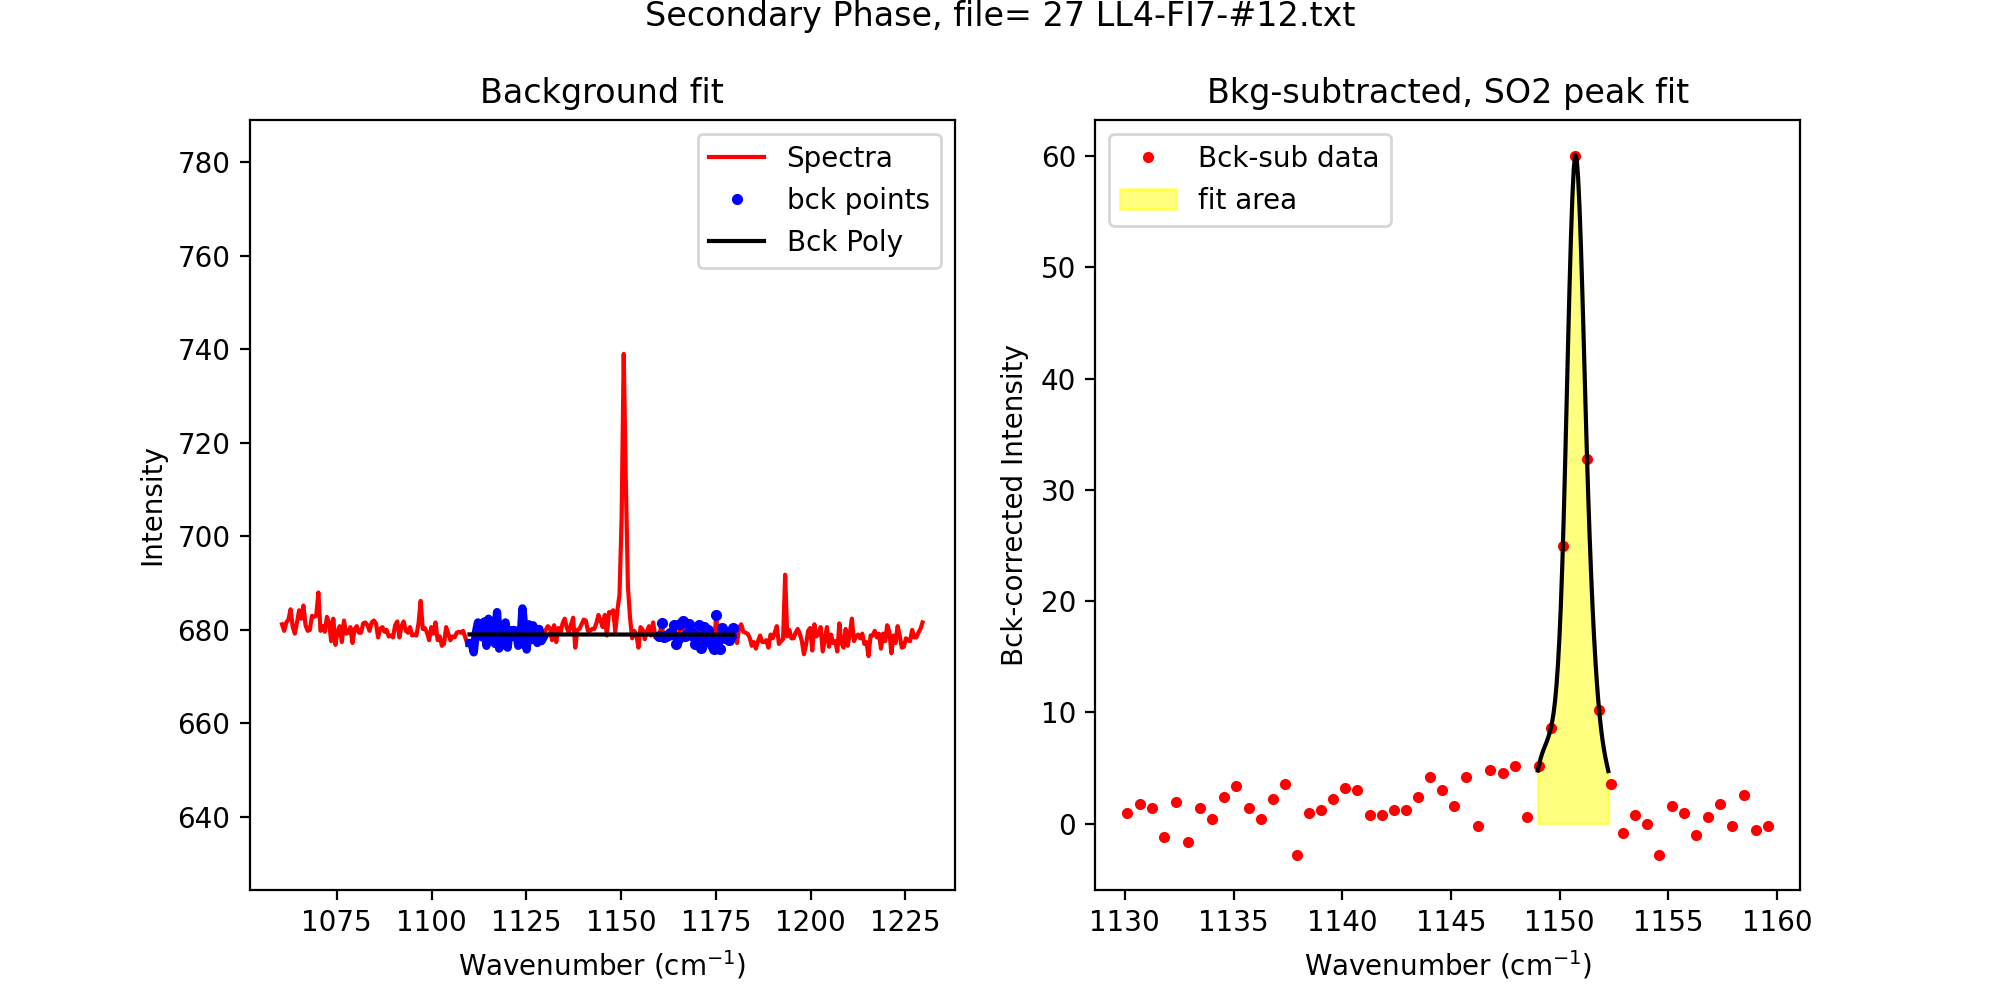 Secondary Phase, file= 27 LL4-FI7-#12.txt
Background fit
Spectra
bck points
Bck Poly
780
760
740
720
700
680
660
640
Intensity
1075 1100 1125 1150 1175 1200 1225
Wavenumber (cm⁻¹)
Bkg-subtracted, SO2 peak fit
Bck-sub data
fit area
60
50
40
30
20
10
0
Bck-corrected Intensity
1130 1135 1140 1145 1150 1155 1160
Wavenumber (cm⁻¹)